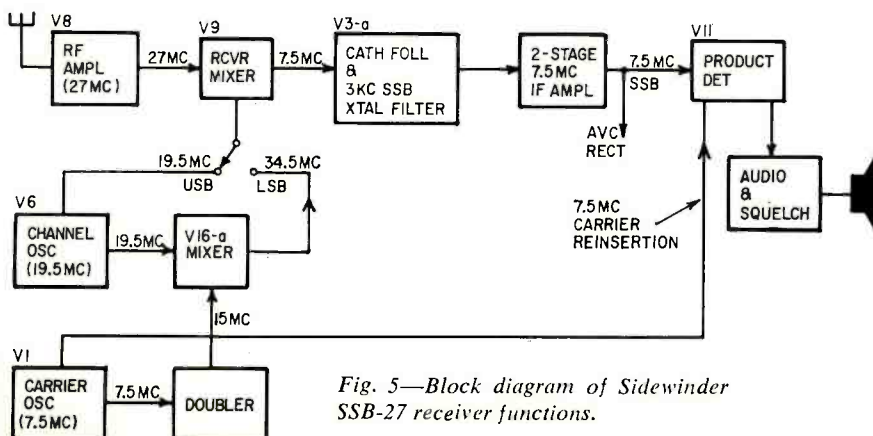 V8
RF
AMPL
(27MC)
27MC
V9
RCVR
MIXER
7.5MC
V3-a
CATH FOLL
&
3KC SSB
XTAL FILTER
2-STAGE
7.5MC
IF AMPL
7.5MC
SSB
V11
PRODUCT
DET
AVC
RECT
19.5MC
USB
34.5MC
LSB
V6
CHANNEL
OSC
(19.5MC)
19.5MC
V16-a
MIXER
7.5MC
CARRIER
REINSERTION
AUDIO
&
SQUELCH
15MC
V1
CARRIER
OSC
(7.5MC)
7.5MC
DOUBLER
Fig. 5—Block diagram of Sidewinder
SSB-27 receiver functions.